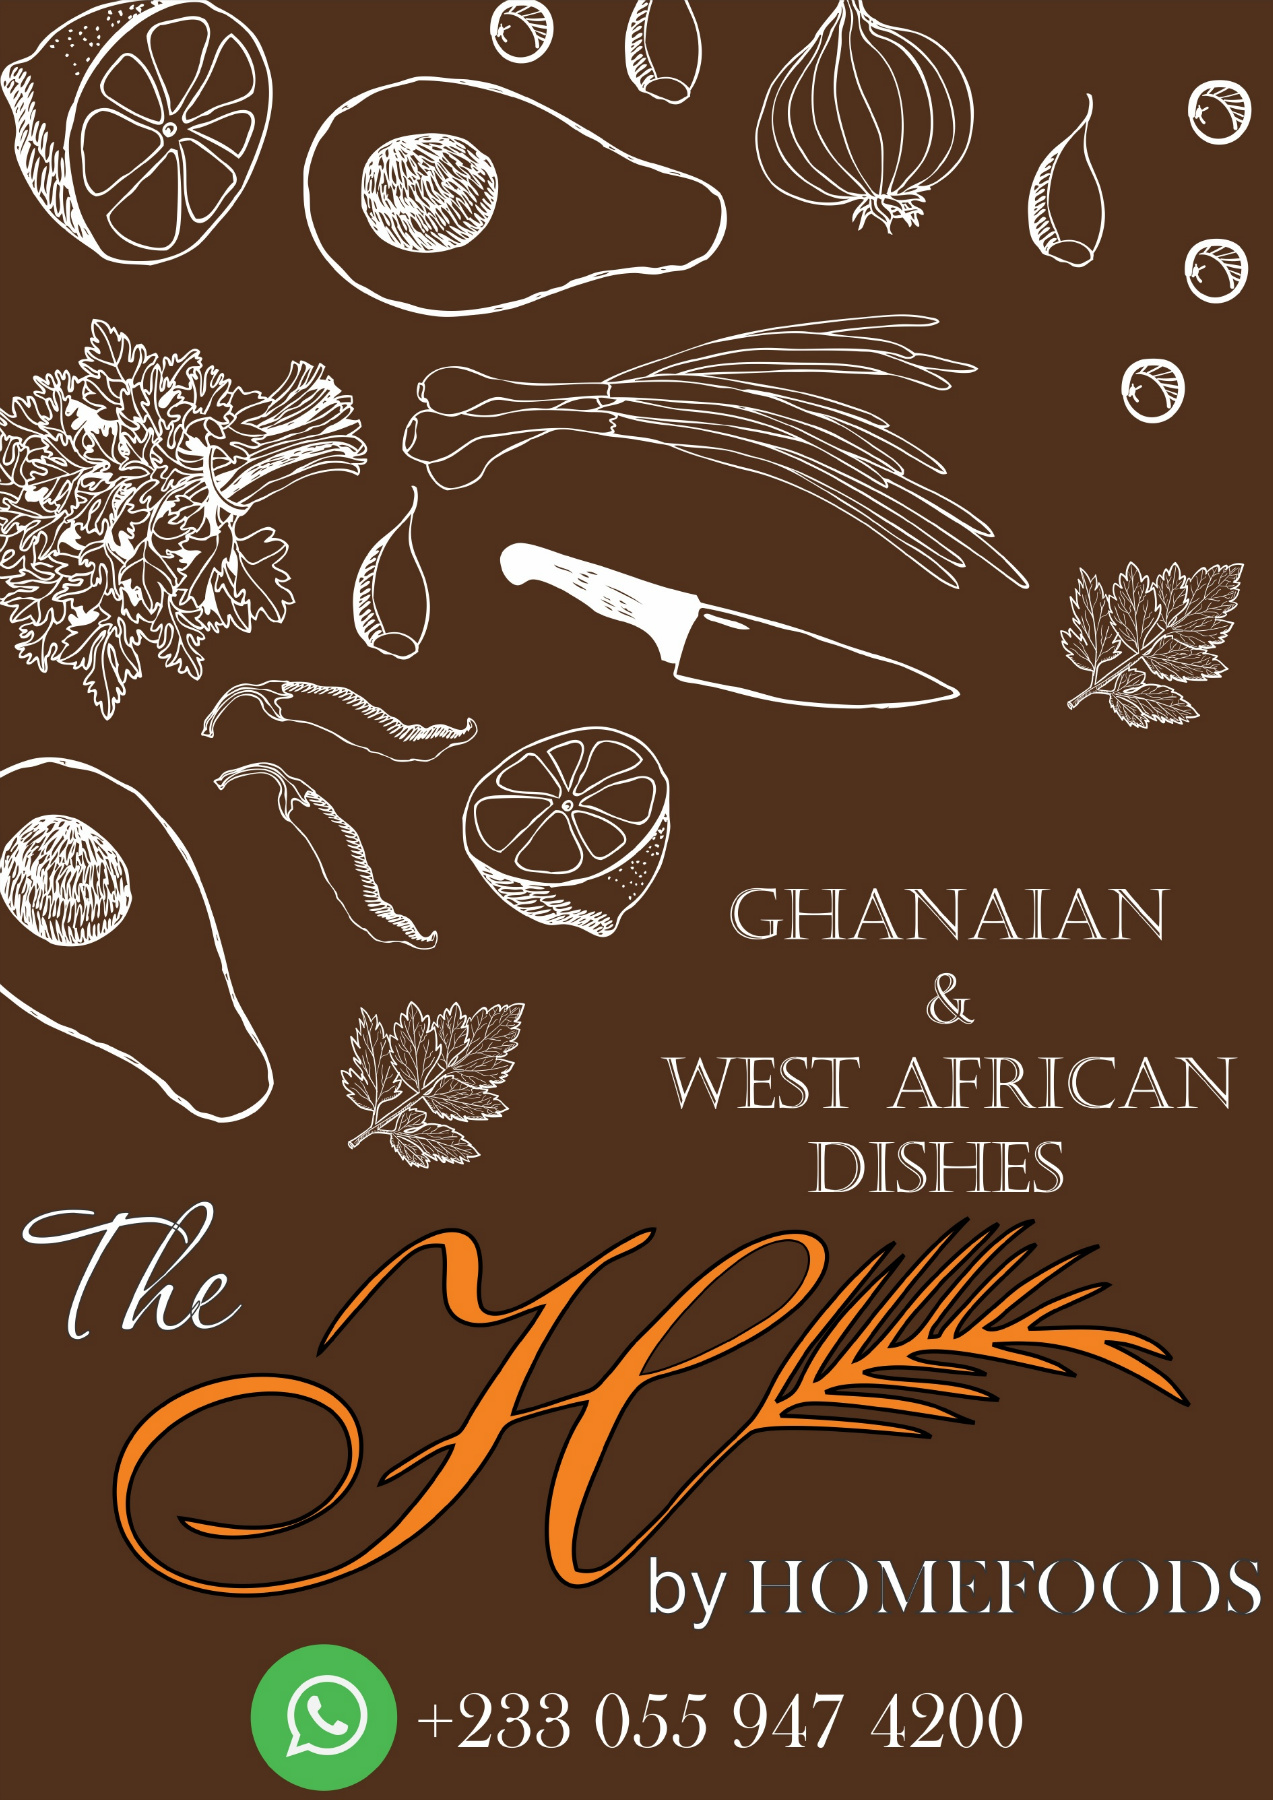 GHANAIAN
&
WEST AFRICAN
DISHES
The
H
by HOMEFOODS
+233 055 947 4200